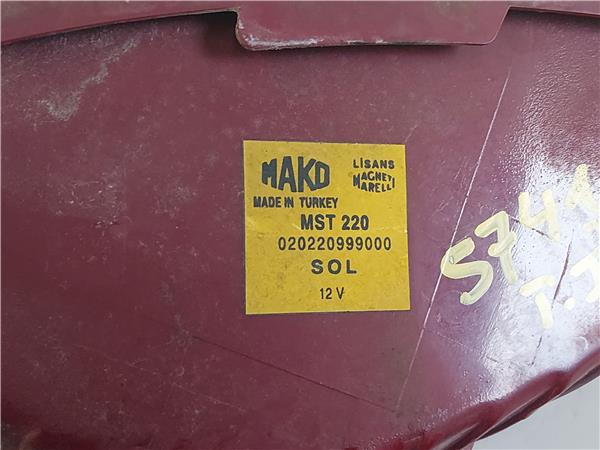 MAKO
LİSANS
MAGNETI
MARELLI
MADE IN TURKEY
MST 220
020220999000
SOL
12 V